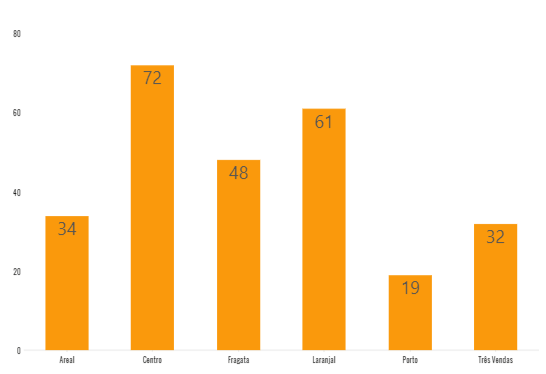 80
60
40
20
0
34
72
48
61
19
32
Areal
Centro
Fragata
Laranjal
Porto
Três Vendas